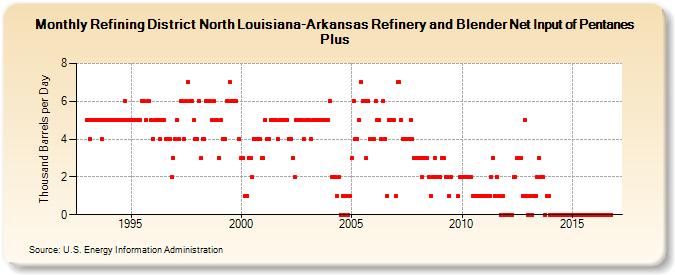 Monthly Refining District North Louisiana-Arkansas Refinery and Blender Net Input of Pentanes
Plus
Thousand Barrels per Day
8
6
4
2
0
1995
2000
2005
2010
2015
Source: U.S. Energy Information Administration